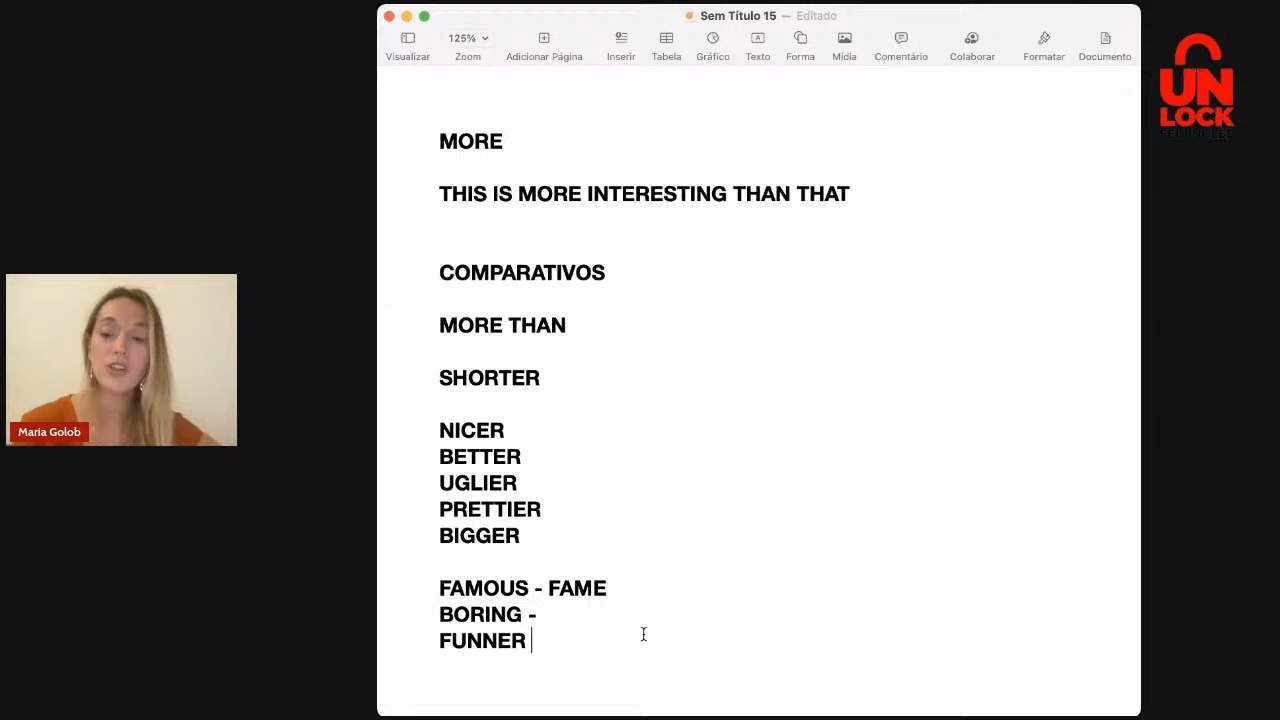 Sem Título 15 — Editado
125%
Visualizar Zoom Adicionar Página Inserir Tabela Gráfico Texto Forma Mídia Comentário Colaborar Formatar Documento
UN
LOCK
SEU INGLÊS
MORE
THIS IS MORE INTERESTING THAN THAT
COMPARATIVOS
MORE THAN
SHORTER
NICER
BETTER
UGLIER
PRETTIER
BIGGER
FAMOUS - FAME
BORING -
FUNNER
Maria Golob